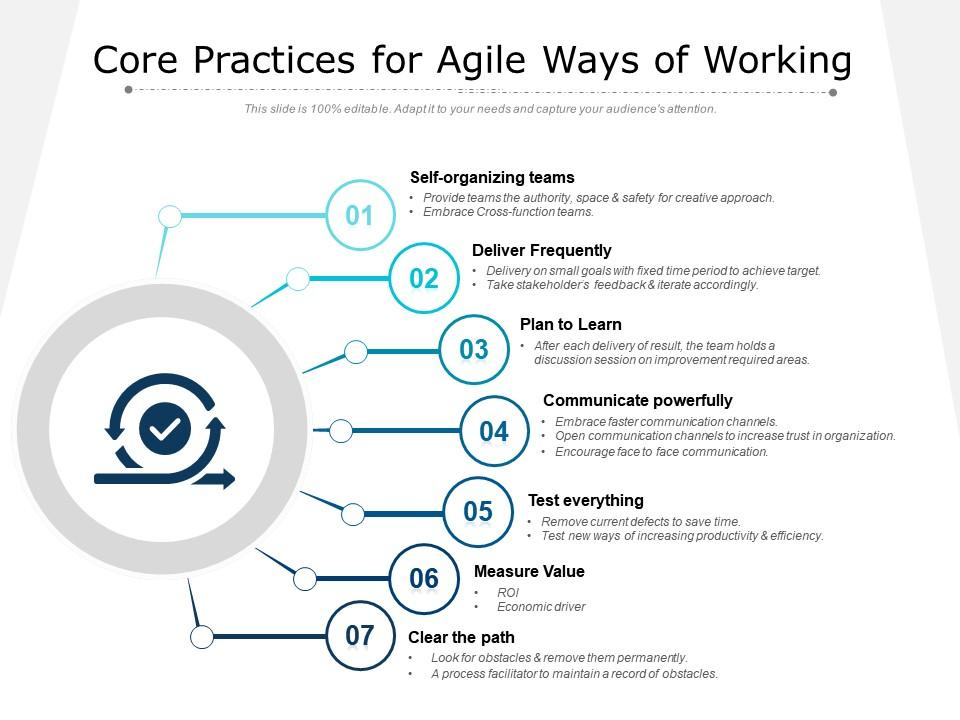 Core Practices for Agile Ways of Working
This slide is 100% editable. Adapt it to your needs and capture your audience's attention.
01
Self-organizing teams
• Provide teams the authority, space & safety for creative approach.
• Embrace Cross-function teams.
02
Deliver Frequently
• Delivery on small goals with fixed time period to achieve target.
• Take stakeholder's feedback & iterate accordingly.
03
Plan to Learn
• After each delivery of result, the team holds a
discussion session on improvement required areas.
04
Communicate powerfully
• Embrace faster communication channels.
• Open communication channels to increase trust in organization.
• Encourage face to face communication.
05
Test everything
• Remove current defects to save time.
• Test new ways of increasing productivity & efficiency.
06
Measure Value
• ROI
• Economic driver
07
Clear the path
• Look for obstacles & remove them permanently.
• A process facilitator to maintain a record of obstacles.